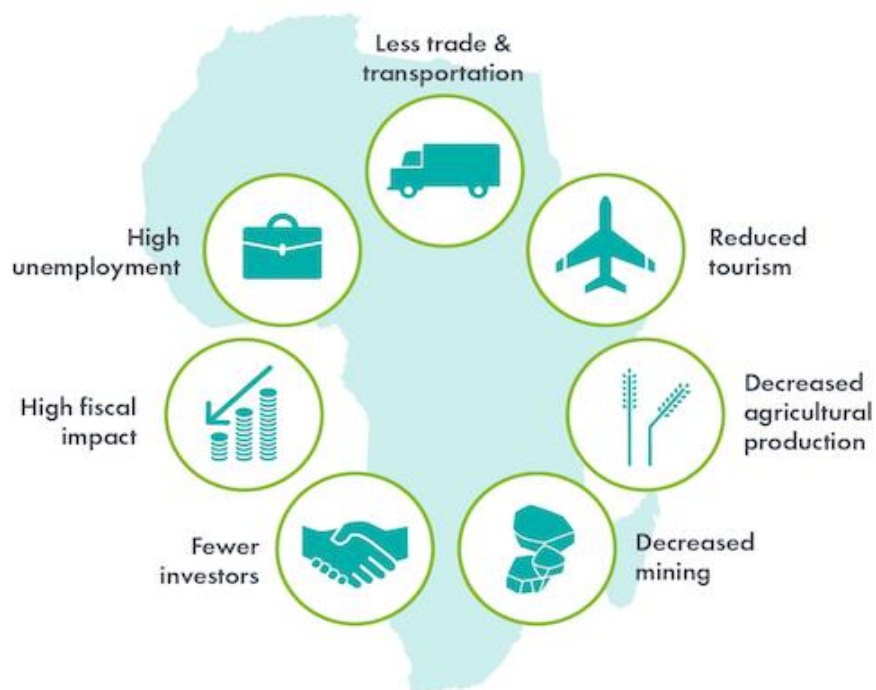 Less trade &
transportation
Reduced
tourism
Decreased
agricultural
production
Decreased
mining
Fewer
investors
High fiscal
impact
High
unemployment